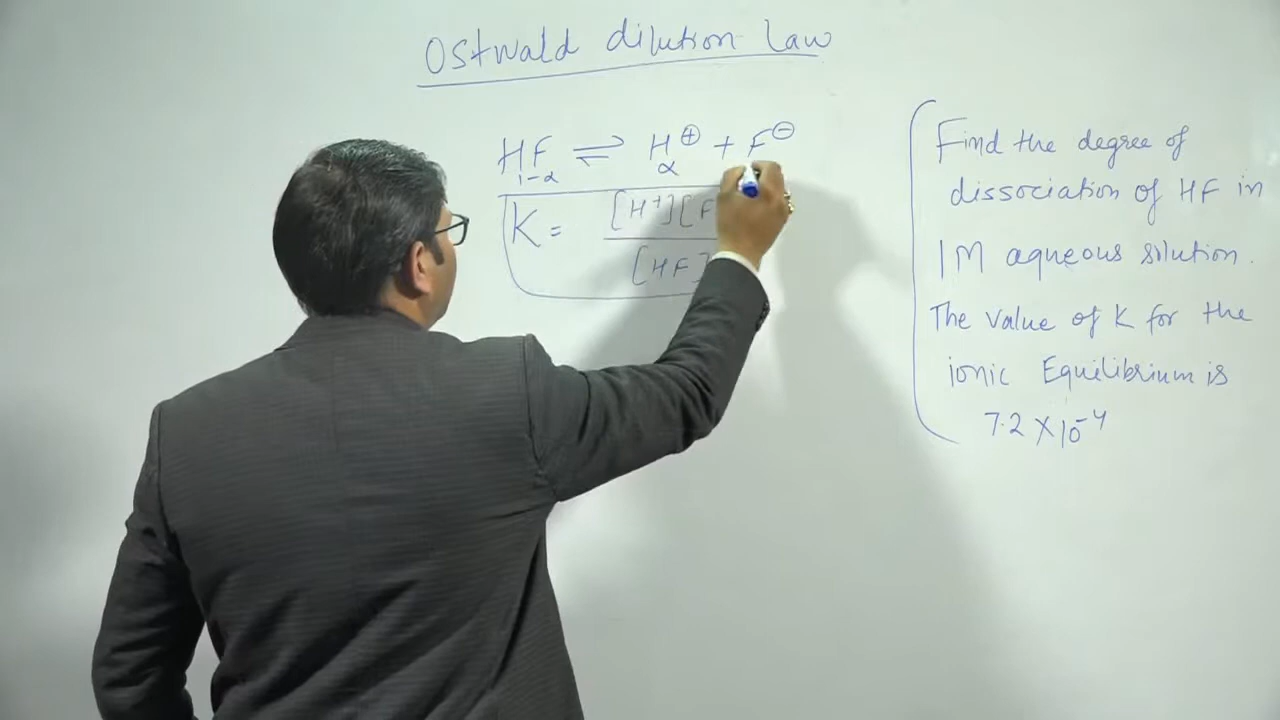 Ostwald dilution Law
HF ⇌ H⊕ + F⊖
1-α α
K = [H+][F
[HF]
Find the degree of
dissociation of HF in
1M aqueous solution.
The value of K for the
ionic Equilibrium is
7.2 X 10⁻⁴